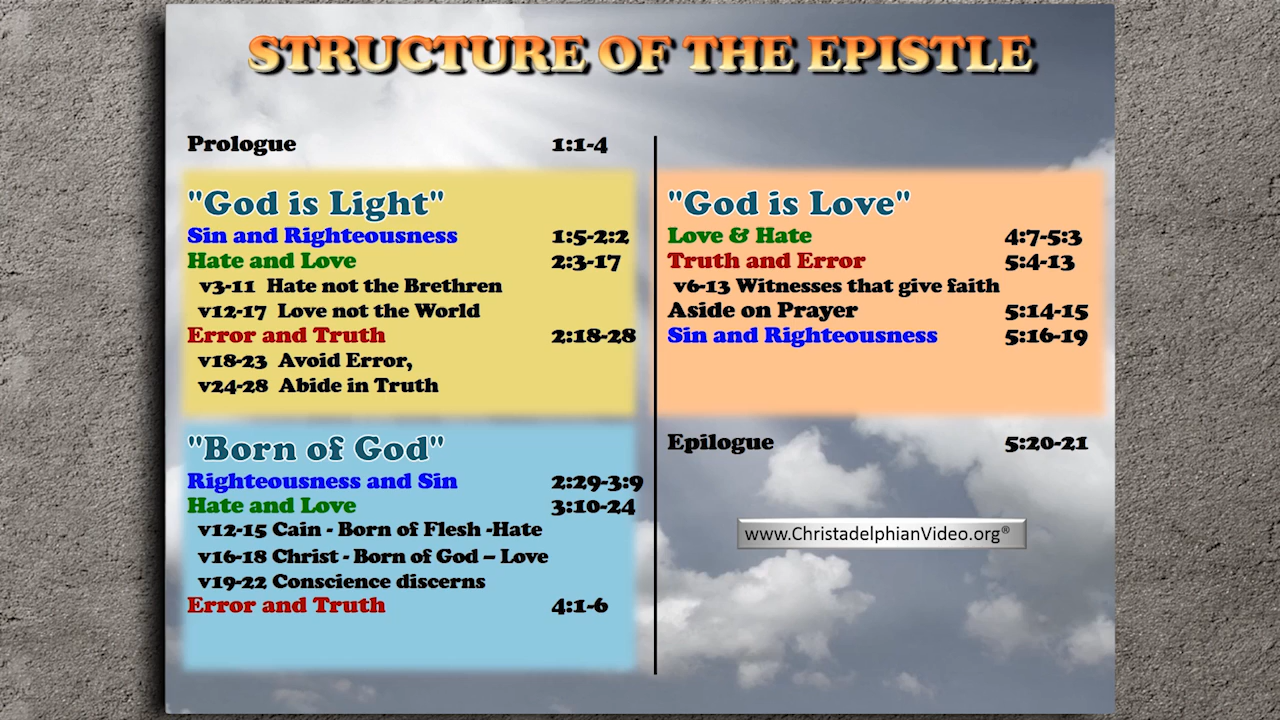 STRUCTURE OF THE EPISTLE
Prologue 1:1-4
"God is Light"
Sin and Righteousness 1:5-2:2
Hate and Love 2:3-17
v3-11 Hate not the Brethren
v12-17 Love not the World
Error and Truth 2:18-28
v18-23 Avoid Error,
v24-28 Abide in Truth
"Born of God"
Righteousness and Sin 2:29-3:9
Hate and Love 3:10-24
v12-15 Cain - Born of Flesh -Hate
v16-18 Christ - Born of God – Love
v19-22 Conscience discerns
Error and Truth 4:1-6
"God is Love"
Love & Hate 4:7-5:3
Truth and Error 5:4-13
v6-13 Witnesses that give faith
Aside on Prayer 5:14-15
Sin and Righteousness 5:16-19
Epilogue 5:20-21
www.ChristadelphianVideo.org®